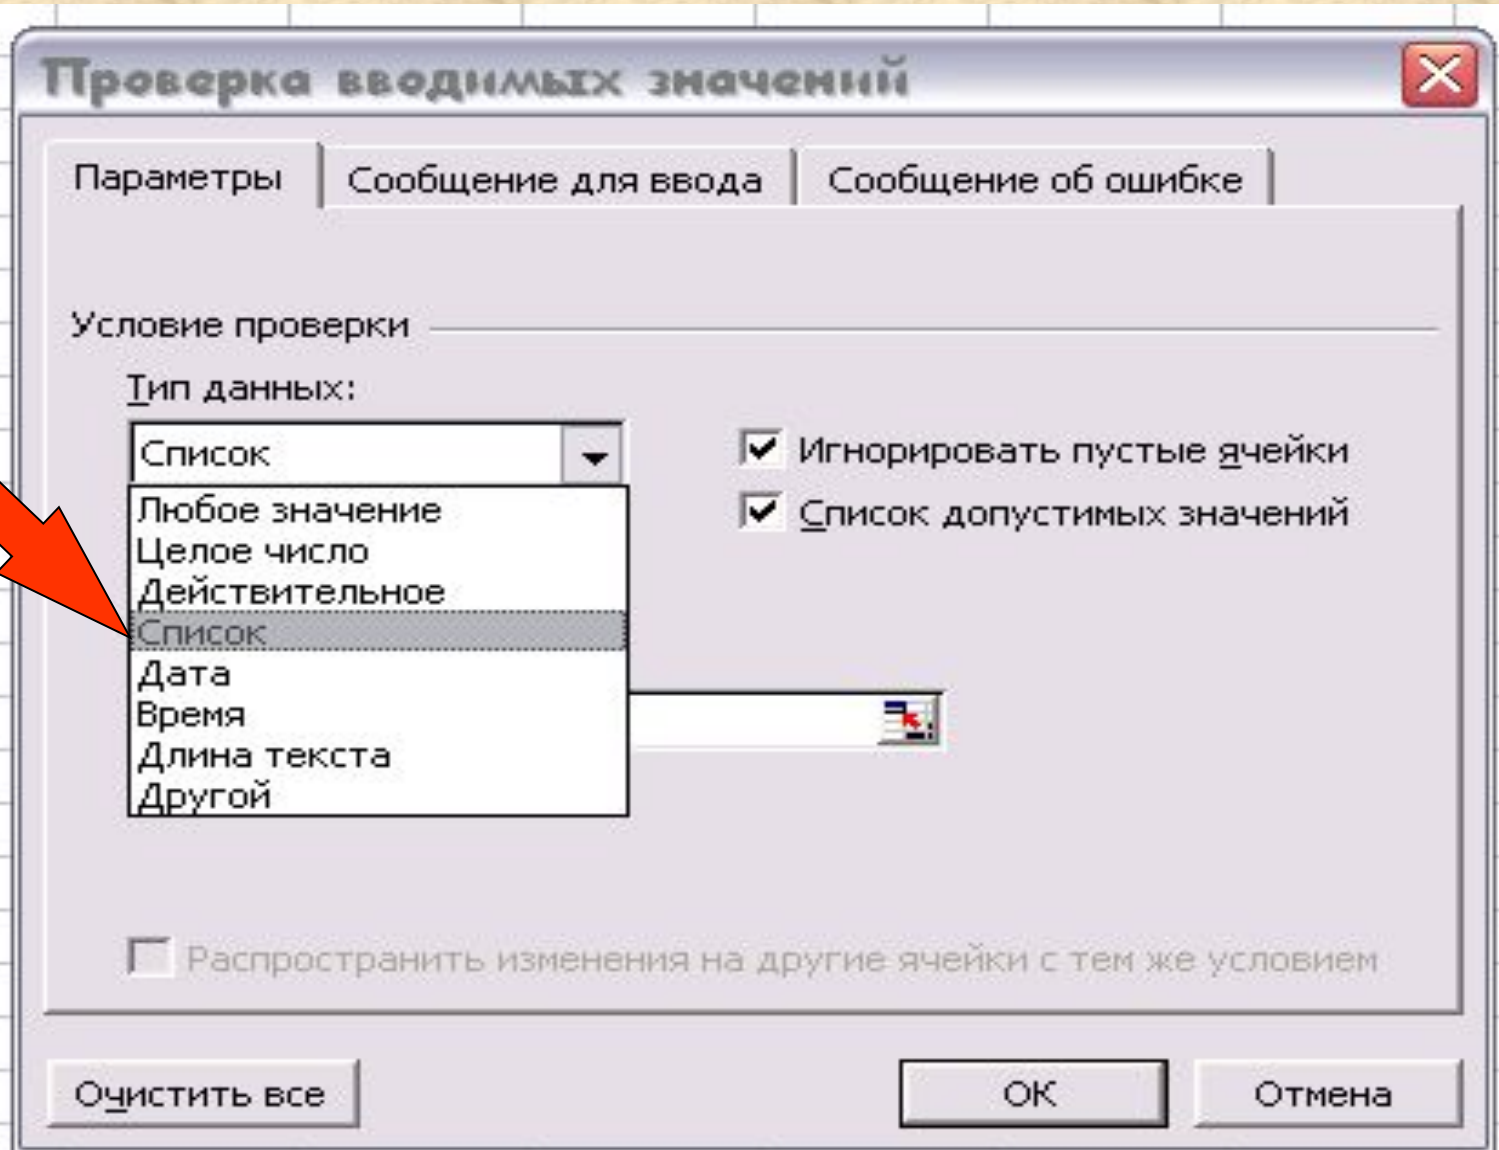 Проверка вводимых значений
Параметры Сообщение для ввода Сообщение об ошибке
Условие проверки
Тип данных:
Список
Игнорировать пустые ячейки
Список допустимых значений
Любое значение
Целое число
Действительное
Список
Дата
Время
Длина текста
Другой
Распространить изменения на другие ячейки с тем же условием
Очистить все ОК Отмена